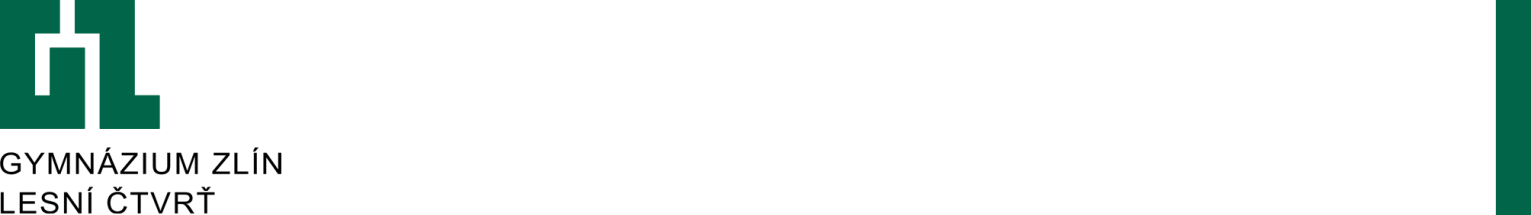 GYMNÁZIUM ZLÍN
LESNÍ ČTVRŤ